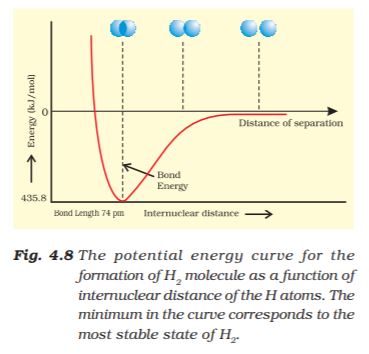 Energy (kJ/mol)
0
Distance of separation
Bond
Energy
435.8
Bond Length 74 pm
Internuclear distance
Fig. 4.8 The potential energy curve for the
formation of H₂ molecule as a function of
internuclear distance of the H atoms. The
minimum in the curve corresponds to the
most stable state of H₂.